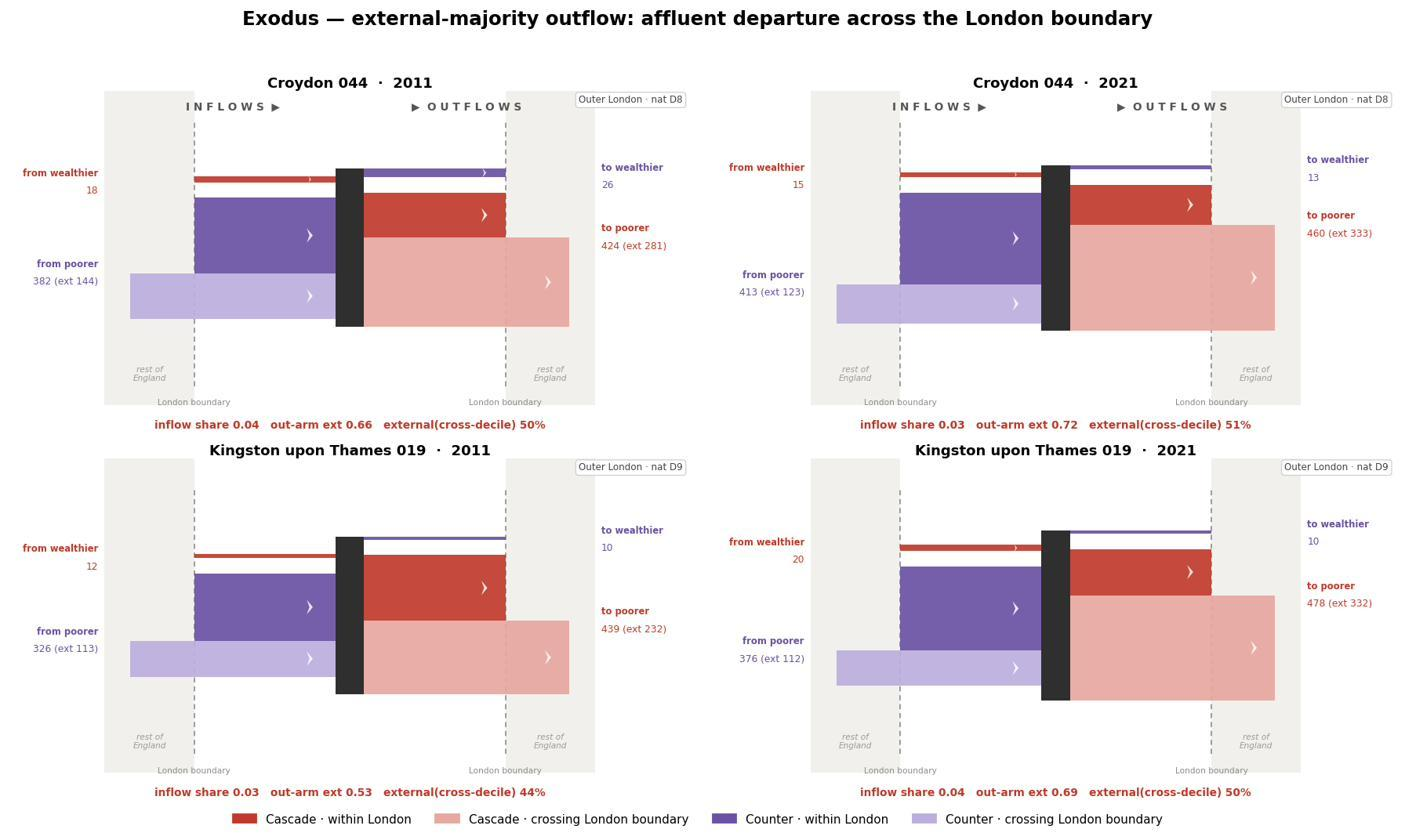 Exodus — external-majority outflow: affluent departure across the London boundary
Croydon 044 · 2011
INFLOWS ▶
▶ OUTFLOWS
Outer London · nat D8
from wealthier
18
from poorer
382 (ext 144)
to wealthier
26
to poorer
424 (ext 281)
rest of
England
rest of
England
London boundary
London boundary
inflow share 0.04 out-arm ext 0.66 external(cross-decile) 50%
Croydon 044 · 2021
INFLOWS ▶
▶ OUTFLOWS
Outer London · nat D8
from wealthier
15
from poorer
413 (ext 123)
to wealthier
13
to poorer
460 (ext 333)
rest of
England
rest of
England
London boundary
London boundary
inflow share 0.03 out-arm ext 0.72 external(cross-decile) 51%
Kingston upon Thames 019 · 2011
Outer London · nat D9
from wealthier
12
from poorer
326 (ext 113)
to wealthier
10
to poorer
439 (ext 232)
rest of
England
rest of
England
London boundary
London boundary
inflow share 0.03 out-arm ext 0.53 external(cross-decile) 44%
Kingston upon Thames 019 · 2021
Outer London · nat D9
from wealthier
20
from poorer
376 (ext 112)
to wealthier
10
to poorer
478 (ext 332)
rest of
England
rest of
England
London boundary
London boundary
inflow share 0.04 out-arm ext 0.69 external(cross-decile) 50%
Cascade · within London
Cascade · crossing London boundary
Counter · within London
Counter · crossing London boundary